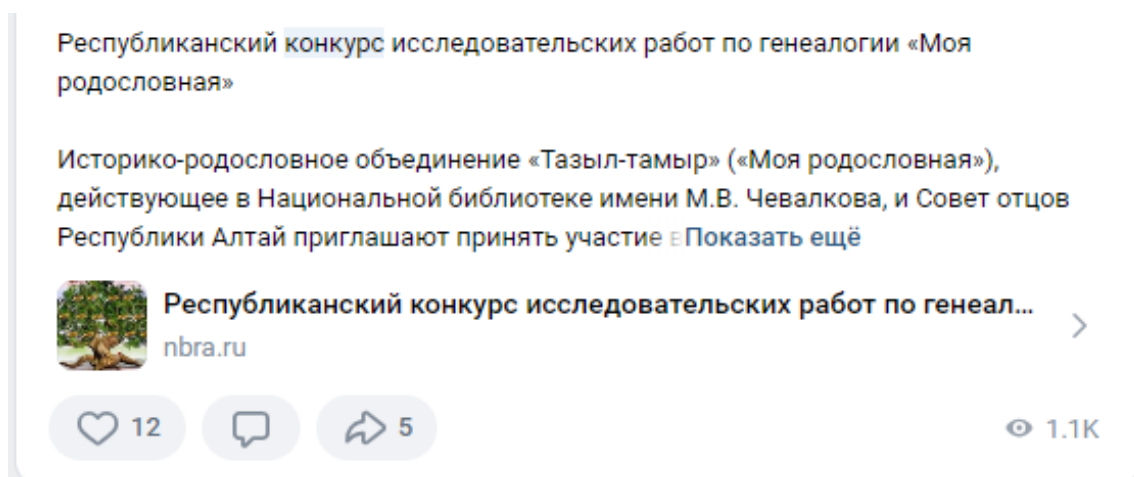 Республиканский конкурс исследовательских работ по генеалогии «Моя
родословная»
Историко-родословное объединение «Тазыл-тамыр» («Моя родословная»),
действующее в Национальной библиотеке имени М.В. Чевалкова, и Совет отцов
Республики Алтай приглашают принять участие в Показать ещё
Республиканский конкурс исследовательских работ по генеал...
nbra.ru
12
5
1.1K